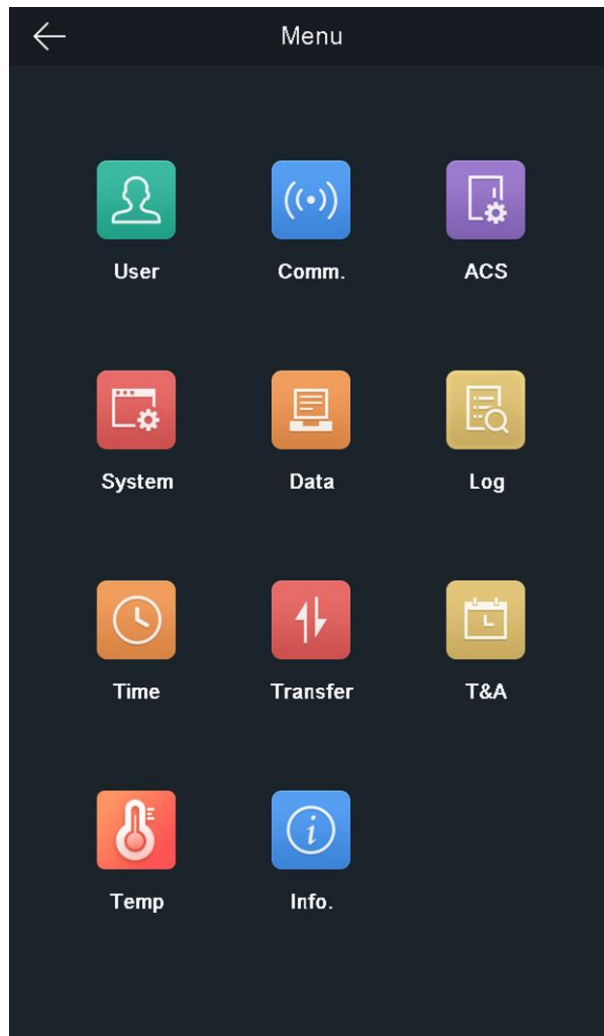 Menu
User Comm. ACS
System Data Log
Time Transfer T&A
Temp Info.